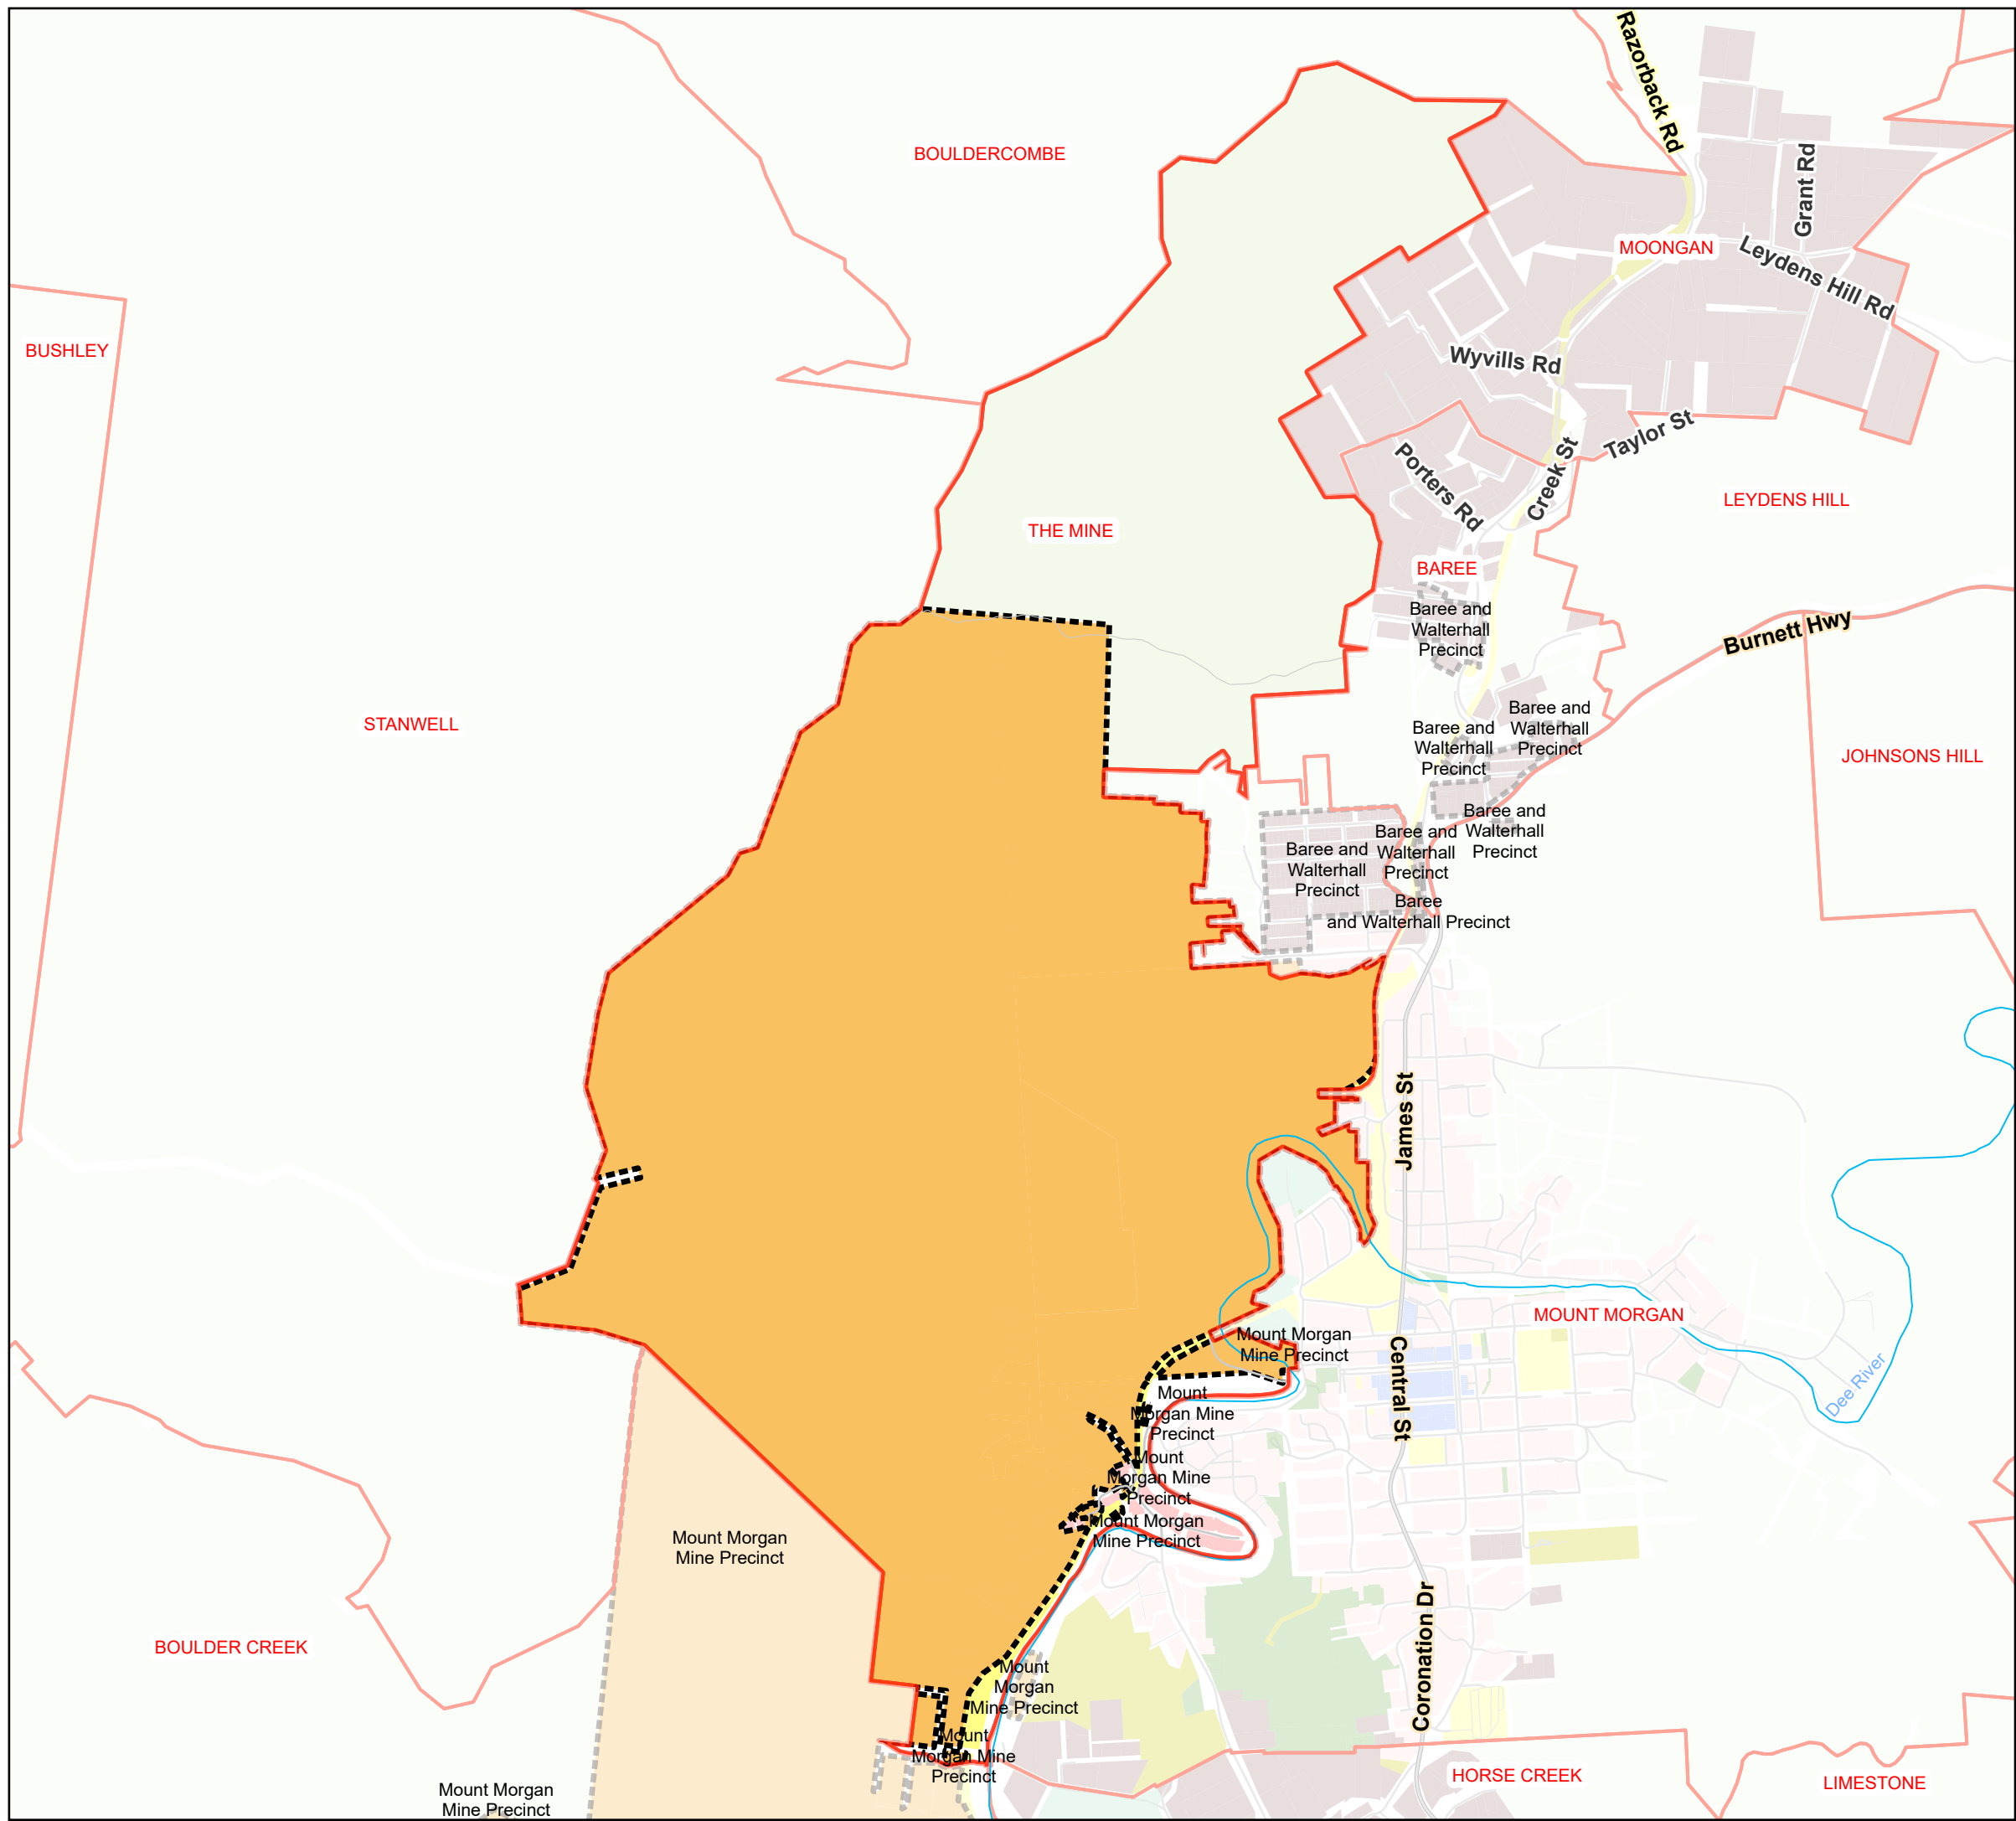 Razorback Rd
BOULDERCOMBE
Grant Rd
MOONGAN
Leydens Hill Rd
BUSHLEY
Wyvills Rd
Taylor St
Porters Rd
Creek St
LEYDENS HILL
THE MINE
BAREE
Baree and
Walterhall
Precinct
Burnett Hwy
STANWELL
Baree and
Walterhall
Precinct
Baree and
Walterhall
Precinct
JOHNSONS HILL
Baree and
Walterhall
Precinct
Baree and
Walterhall
Precinct
Baree and
Walterhall
Precinct
Baree
and Walterhall Precinct
James St
MOUNT MORGAN
Mount Morgan
Mine Precinct
Central St
Dee River
Mount
Morgan Mine
Precinct
Mount
Morgan Mine
Precinct
Mount Morgan
Mine Precinct
Mount Morgan
Mine Precinct
Coronation Dr
BOULDER CREEK
Mount
Morgan
Mine Precinct
Mount
Morgan Mine
Precinct
HORSE CREEK
LIMESTONE
Mount Morgan
Mine Precinct